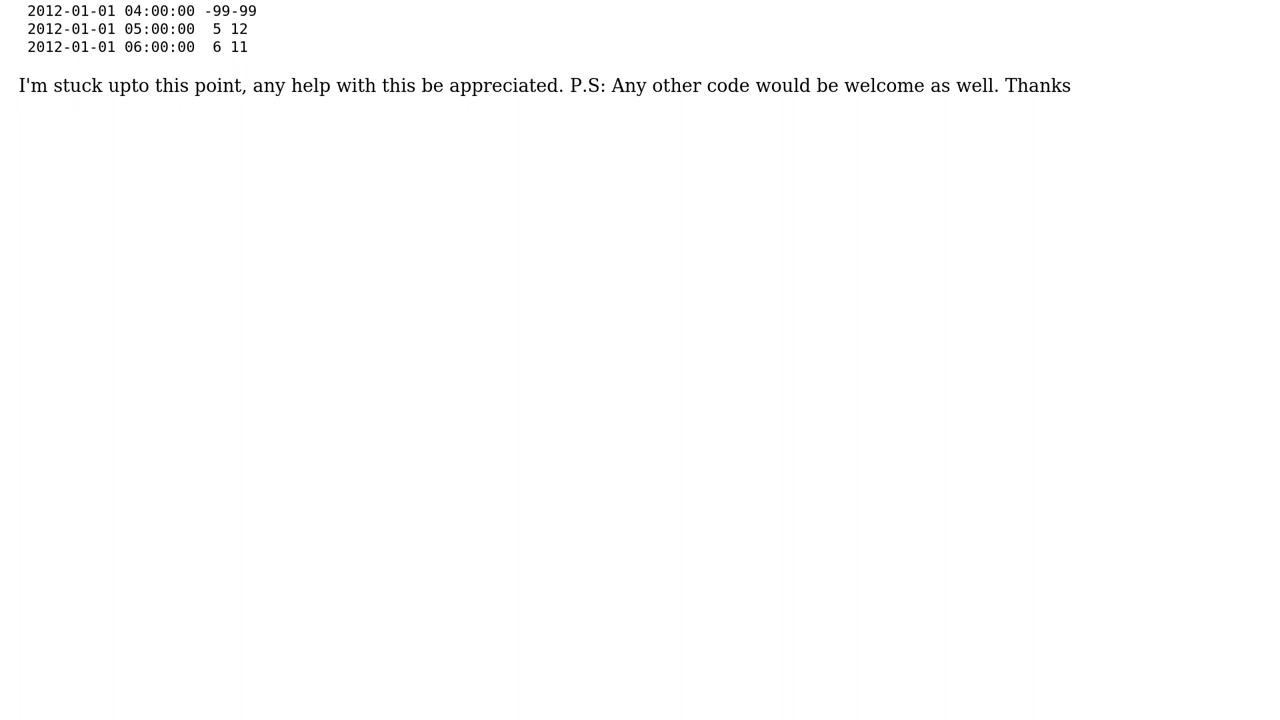 2012-01-01 04:00:00 -99-99
2012-01-01 05:00:00  5 12
2012-01-01 06:00:00  6 11
I'm stuck upto this point, any help with this be appreciated. P.S: Any other code would be welcome as well. Thanks